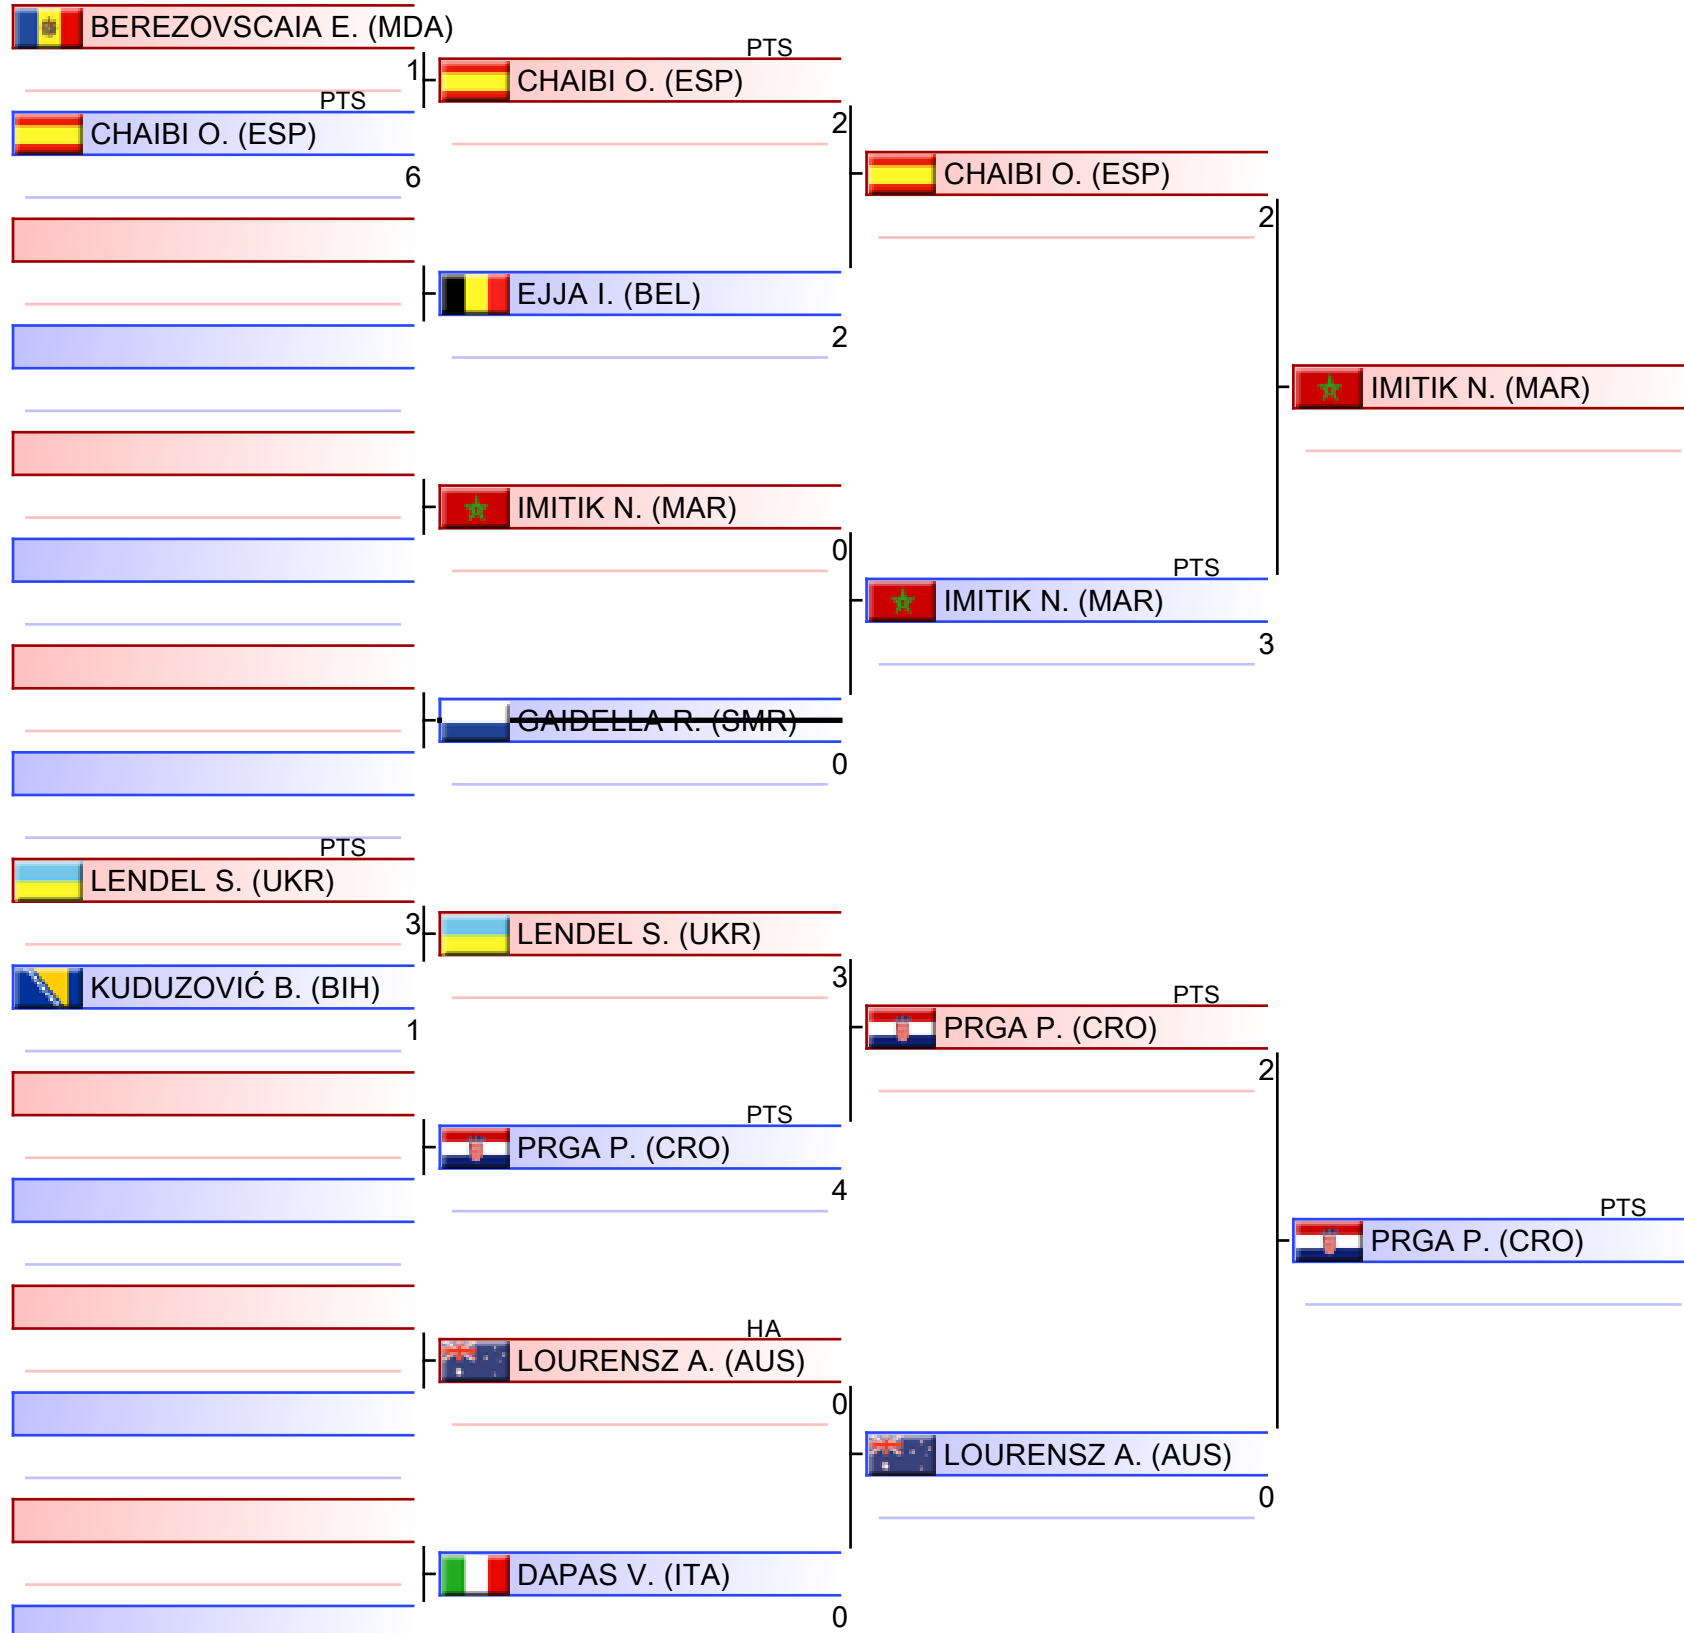 BEREZOVSCAIA E. (MDA)
1
PTS
CHAIBI O. (ESP)
6
PTS
LENDEL S. (UKR)
3
KUDUZOVIĆ B. (BIH)
1
PTS
CHAIBI O. (ESP)
2
EJJA I. (BEL)
2
IMITIK N. (MAR)
0
GAIDELLA R. (SMR)
0
LENDEL S. (UKR)
3
PTS
PRGA P. (CRO)
4
HA
LOURENSZ A. (AUS)
0
DAPAS V. (ITA)
0
CHAIBI O. (ESP)
2
PTS
IMITIK N. (MAR)
3
PTS
PRGA P. (CRO)
2
LOURENSZ A. (AUS)
0
IMITIK N. (MAR)
PTS
PRGA P. (CRO)